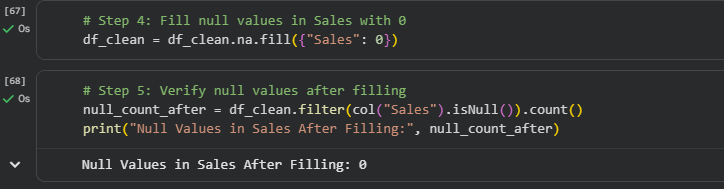 [67]
0s
# Step 4: Fill null values in Sales with 0
df_clean = df_clean.na.fill({"Sales": 0})
[68]
0s
# Step 5: Verify null values after filling
null_count_after = df_clean.filter(col("Sales").isNull()).count()
print("Null Values in Sales After Filling:", null_count_after)
Null Values in Sales After Filling: 0